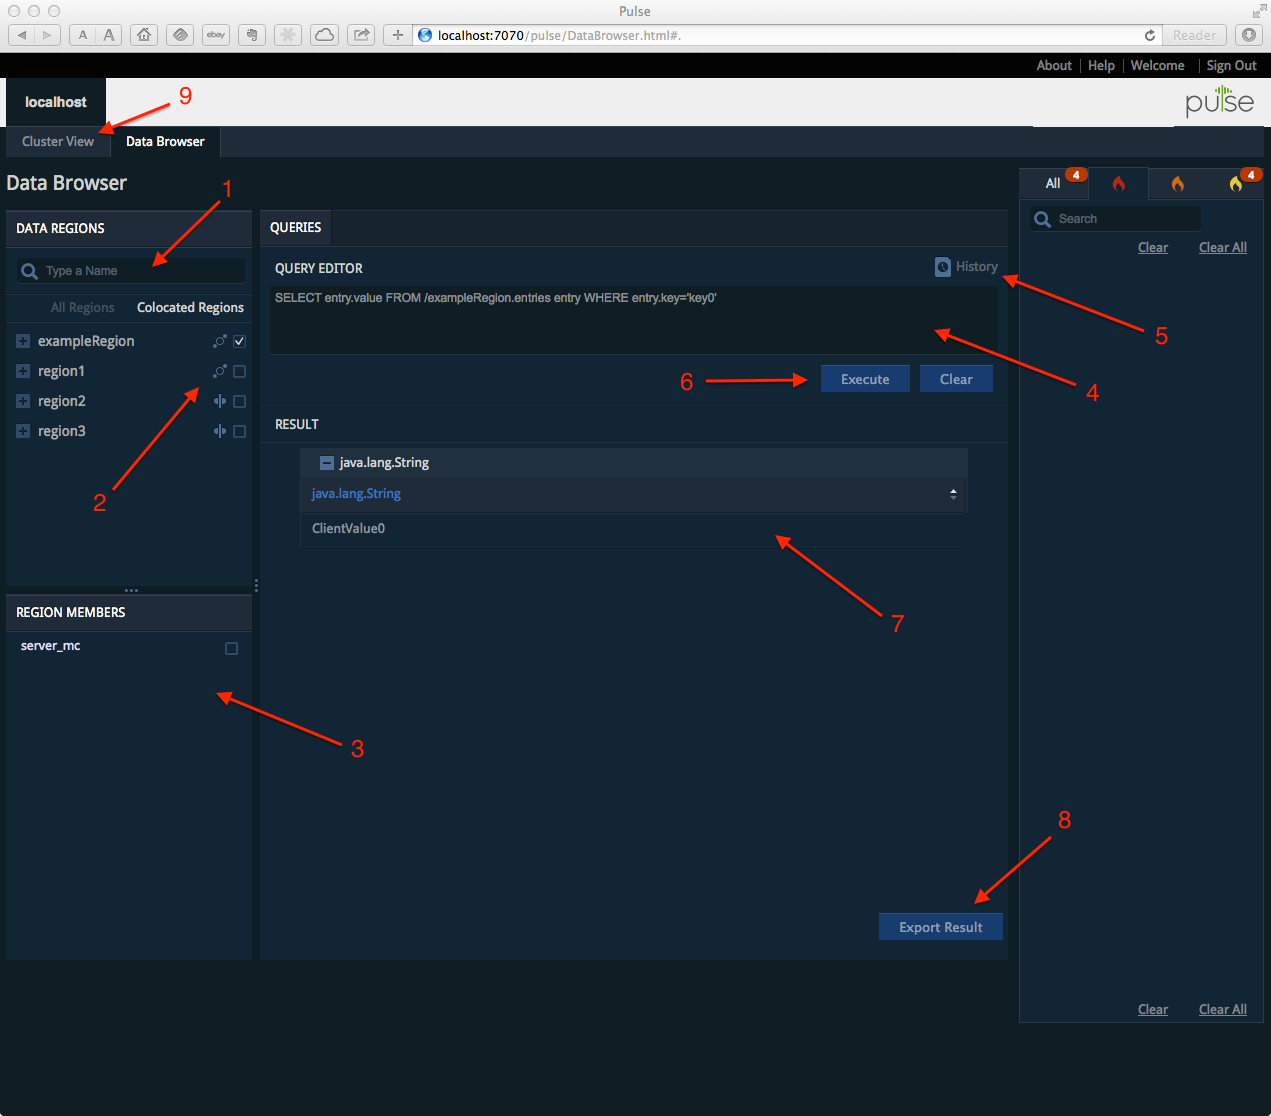 Pulse
A A ebay + localhost:7070/pulse/DataBrowser.html#. Reader
About Help Welcome Sign Out
localhost
9
pulse
Cluster View Data Browser
Data Browser
1
All 4 4
DATA REGIONS
QUERIES
Search
Clear Clear All
Type a Name
QUERY EDITOR
History
All Regions Colocated Regions
SELECT entry.value FROM /exampleRegion.entries entry WHERE entry.key='key0'
5
exampleRegion
region1
region2
region3
6
Execute Clear
4
2
RESULT
java.lang.String
java.lang.String
ClientValue0
7
REGION MEMBERS
server_mc
3
8
Export Result
Clear Clear All